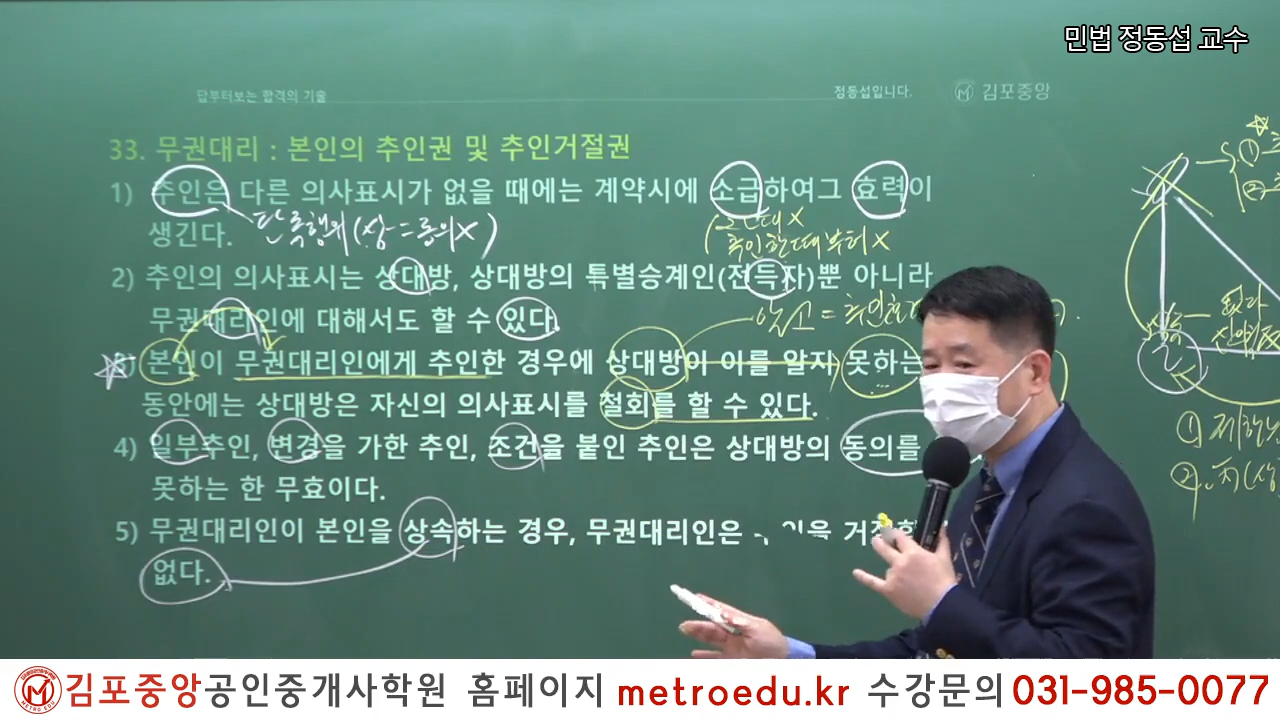 민법 정동섭 교수
답부터보는 합격의 기술
정동섭입니다.
김포중앙
33. 무권대리 : 본인의 추인권 및 추인거절권
1) 추인은 다른 의사표시가 없을 때에는 계약시에 소급하여그 효력이
생긴다.
단독행위(상=동의X)
추인한때부터 X
2) 추인의 의사표시는 상대방, 상대방의 특별승계인(전득자)뿐 아니라
무권대리인에 대해서도 할 수 있다.
3) 본인이 무권대리인에게 추인한 경우에 상대방이 이를 알지 못하는
동안에는 상대방은 자신의 의사표시를 철회를 할 수 있다.
4) 일부추인, 변경을 가한 추인, 조건을 붙인 추인은 상대방의 동의를
못하는 한 무효이다.
5) 무권대리인이 본인을 상속하는 경우, 무권대리인은
없다.
①
②
김포중앙공인중개사학원 홈페이지 metroedu.kr 수강문의 031-985-0077
METRO EDU